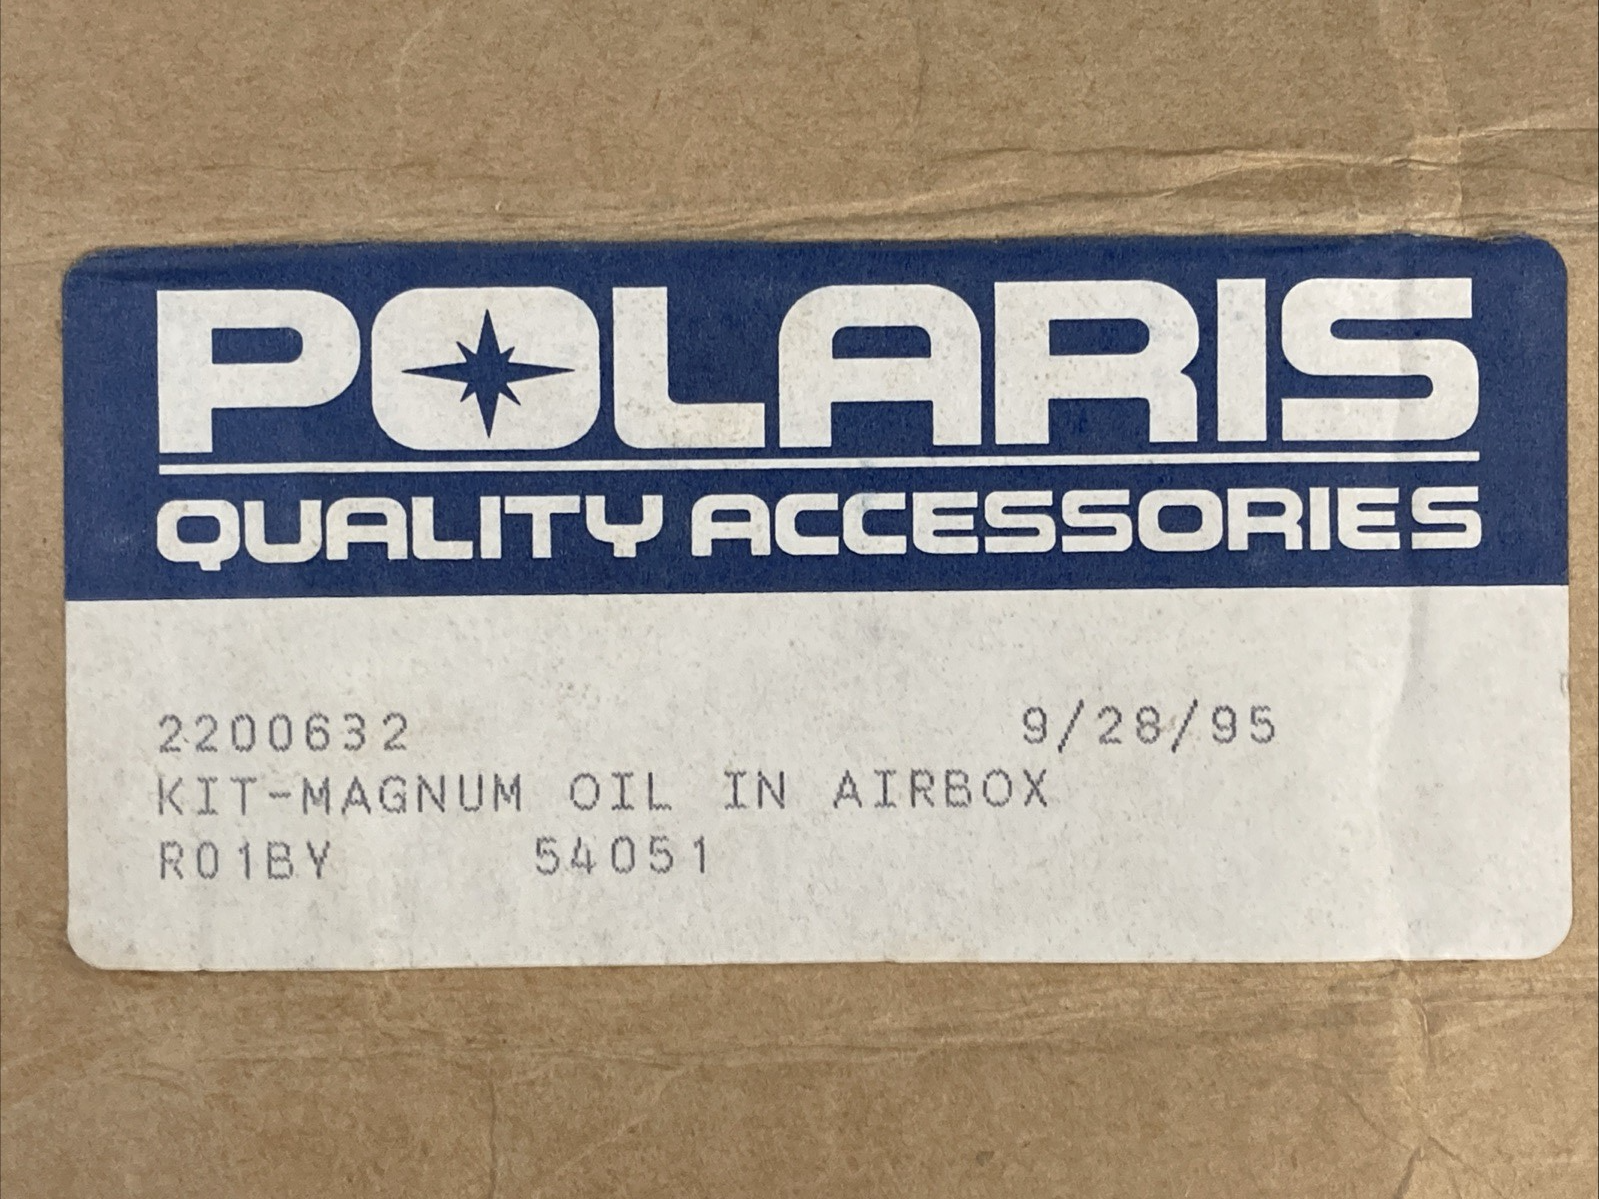 POLARIS
QUALITY ACCESSORIES
2200632 9/28/95
KIT-MAGNUM OIL IN AIRBOX
R01BY 54051